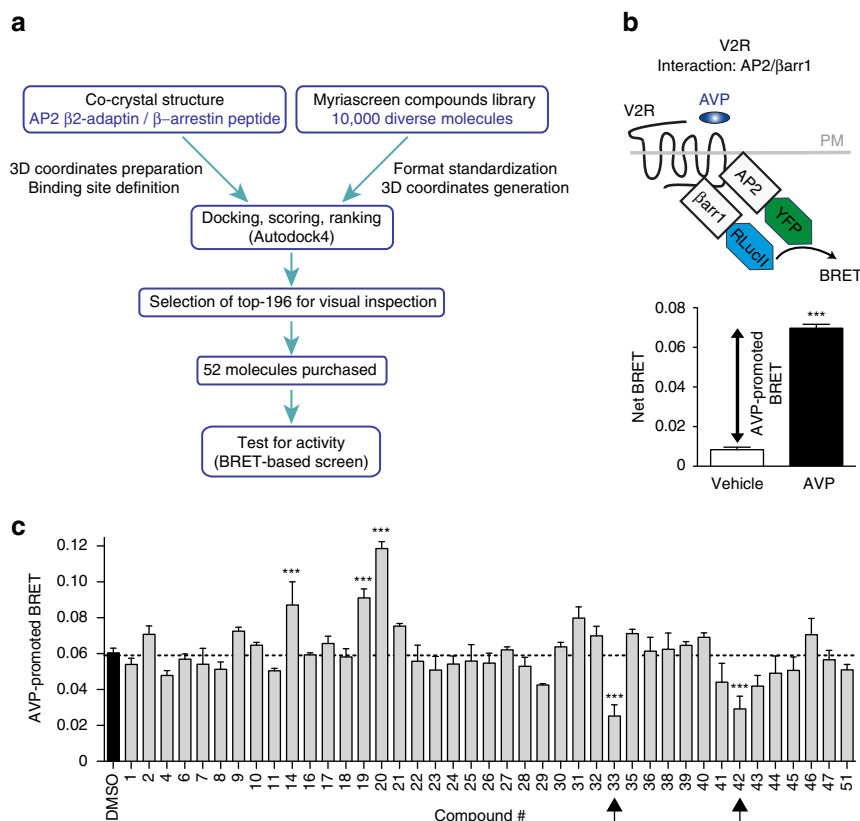 a
Co-crystal structure
AP2 β2-adaptin / β–arrestin peptide
Myriascreen compounds library
10,000 diverse molecules
3D coordinates preparation
Binding site definition
Format standardization
3D coordinates generation
Docking, scoring, ranking
(Autodock4)
Selection of top-196 for visual inspection
52 molecules purchased
Test for activity
(BRET-based screen)
b
V2R
Interaction: AP2/βarr1
V2R
AVP
PM
AP2
βarr1
YFP
RLucII
BRET
Net BRET
0.08
0.06
0.04
0.02
0
AVP-promoted
BRET
***
Vehicle
AVP
c
AVP-promoted BRET
0.12
0.10
0.08
0.06
0.04
0.02
0
***
***
***
***
***
DMSO 1 2 4 6 7 8 9 10 11 14 16 17 18 19 20 21 22 23 24 25 26 27 28 29 30 31 32 33 35 36 38 39 40 41 42 43 44 45 46 47 51
Compound #